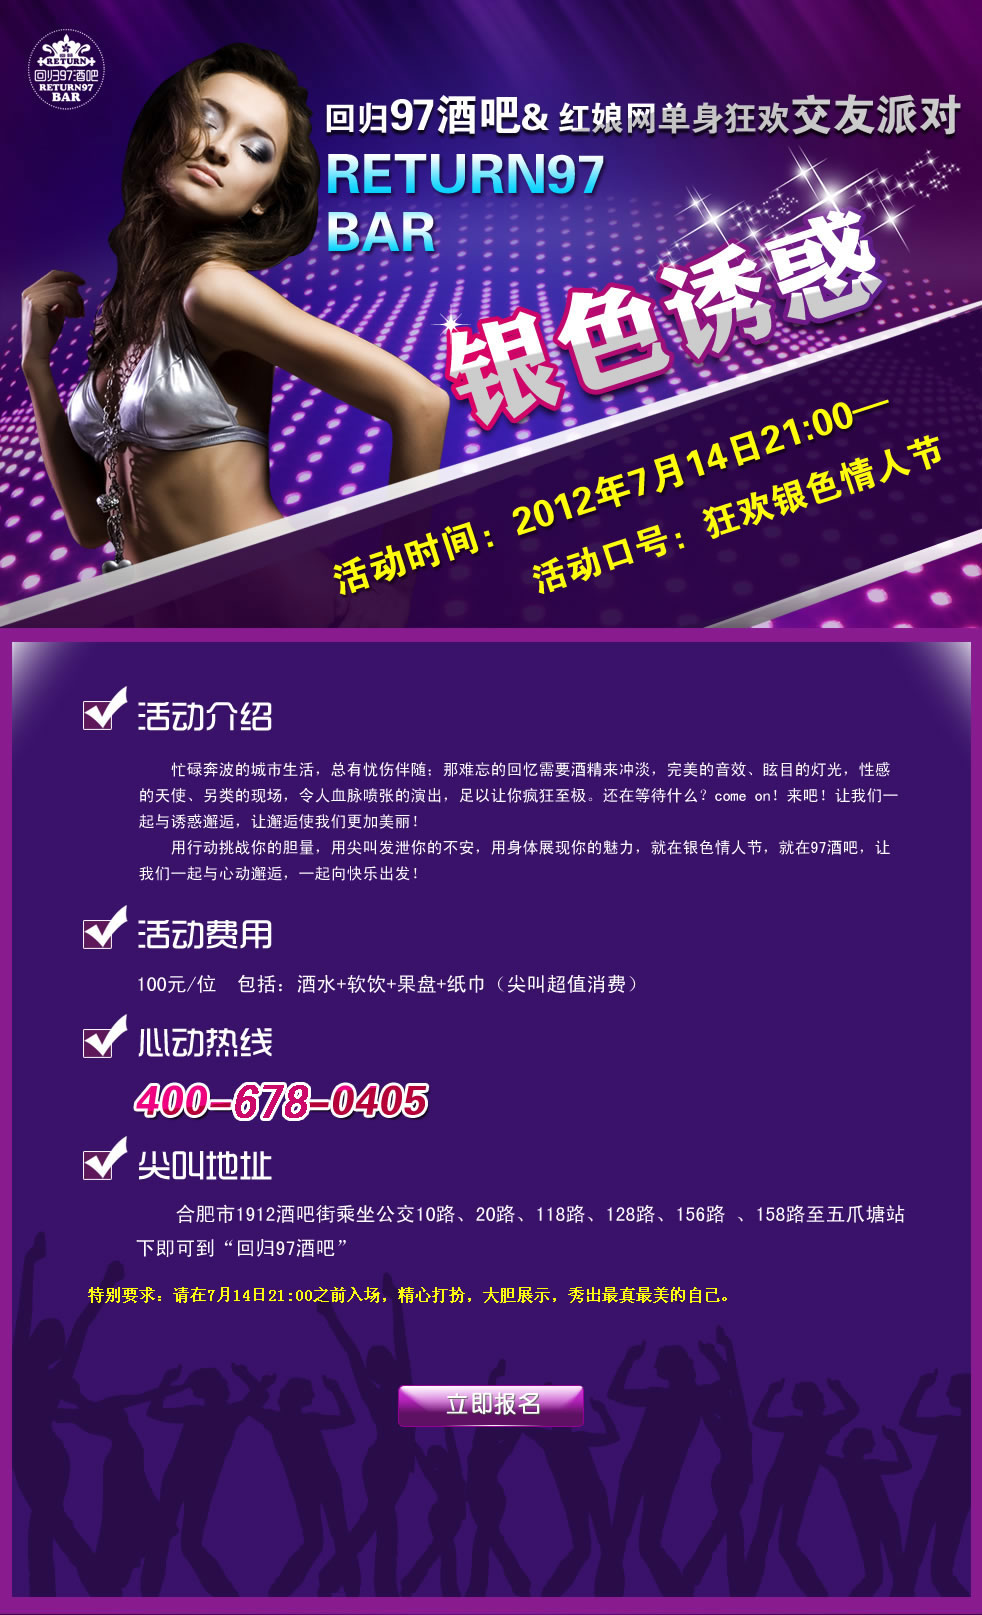 RETURN
回归97酒吧
RETURN97
BAR
回归97酒吧& 红娘网单身狂欢交友派对
RETURN97
BAR
银色诱惑
活动时间：2012年7月14日21:00—
活动口号：狂欢银色情人节
活动介绍
忙碌奔波的城市生活，总有忧伤伴随；那难忘的回忆需要酒精来冲淡，完美的音效、眩目的灯光，性感
的天使、另类的现场，令人血脉喷张的演出，足以让你疯狂至极。还在等待什么？come on！来吧！让我们一
起与诱惑邂逅，让邂逅使我们更加美丽！
用行动挑战你的胆量，用尖叫发泄你的不安，用身体展现你的魅力，就在银色情人节，就在97酒吧，让
我们一起与心动邂逅，一起向快乐出发！
活动费用
100元/位　包括：酒水+软饮+果盘+纸巾（尖叫超值消费）
心动热线
400-678-0405
尖叫地址
合肥市1912酒吧街乘坐公交10路、20路、118路、128路、156路 、158路至五爪塘站
下即可到“回归97酒吧”
特别要求：请在7月14日21:00之前入场，精心打扮，大胆展示，秀出最真最美的自己。
立即报名